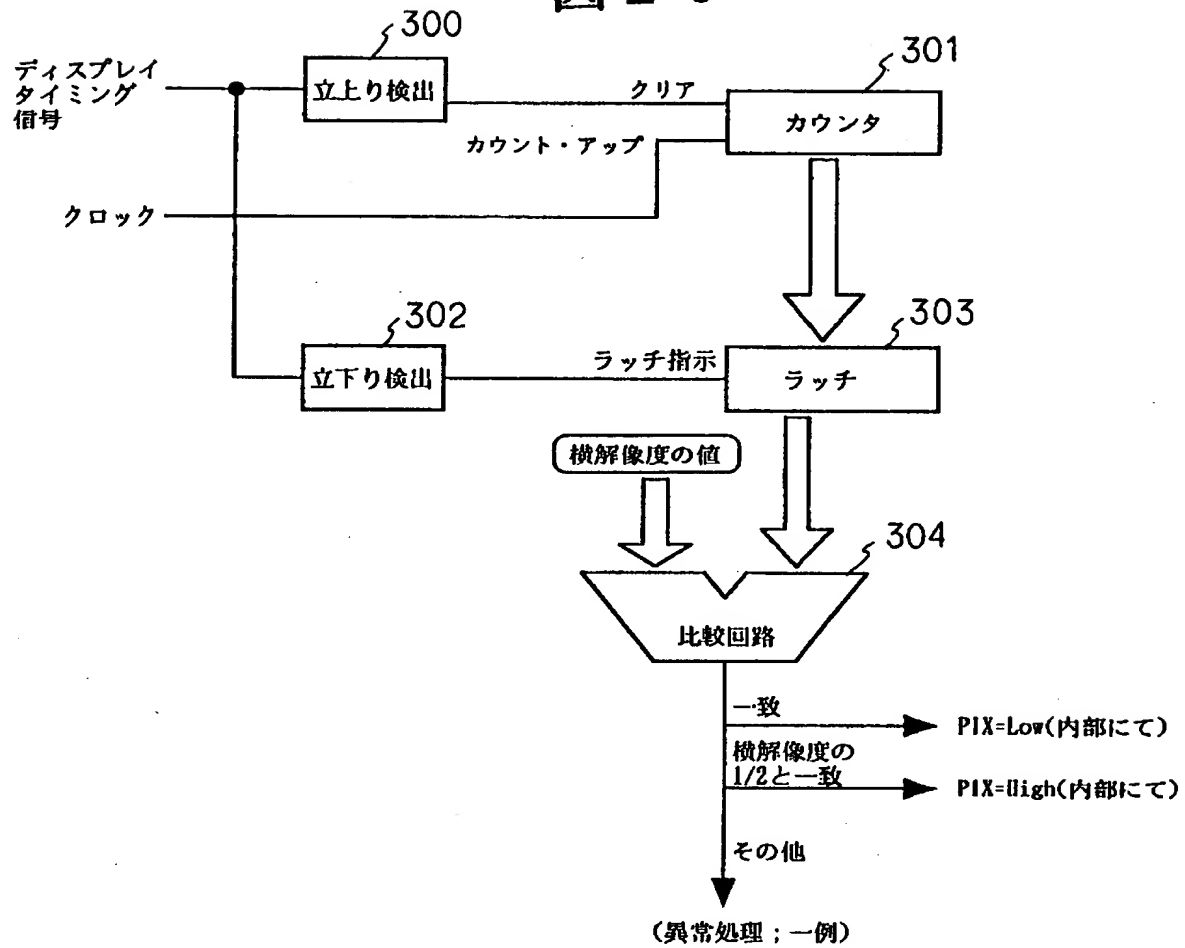 300
301
ディスプレイ
タイミング
信号
立上り検出
クリア
カウンタ
カウント・アップ
クロック
302
303
立下り検出
ラッチ指示
ラッチ
横解像度の値
304
比較回路
一致
PIX=Low(内部にて)
横解像度の
1/2と一致
PIX=High(内部にて)
その他
(異常処理;一例)